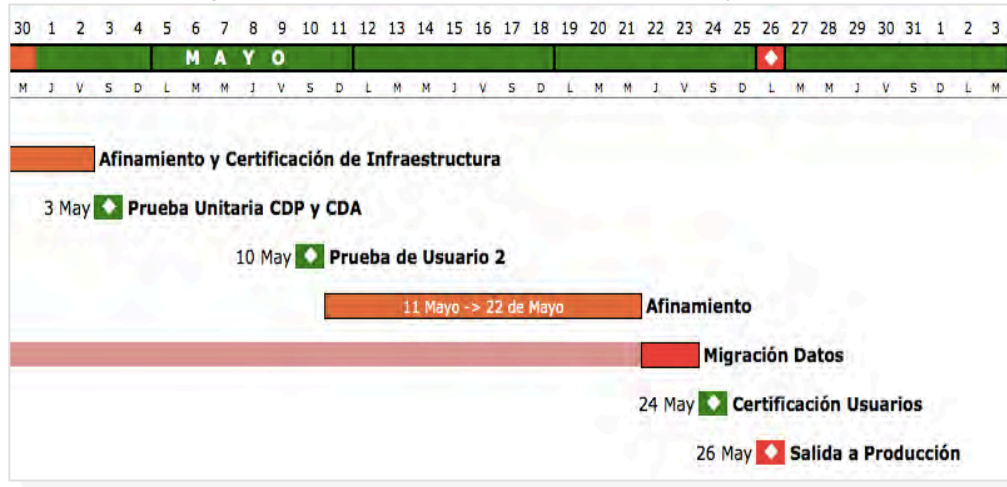 30 1 2 3 4 5 6 7 8 9 10 11 12 13 14 15 16 17 18 19 20 21 22 23 24 25 26 27 28 29 30 31 1 2 3
MAYO
M J V S D L M M J V S D L M M J V S D L M M J V S D L M M J V S D L M
Afinamiento y Certificación de Infraestructura
3 May Prueba Unitaria CDP y CDA
10 May Prueba de Usuario 2
11 Mayo -> 22 de Mayo Afinamiento
Migración Datos
24 May Certificación Usuarios
26 May Salida a Producción